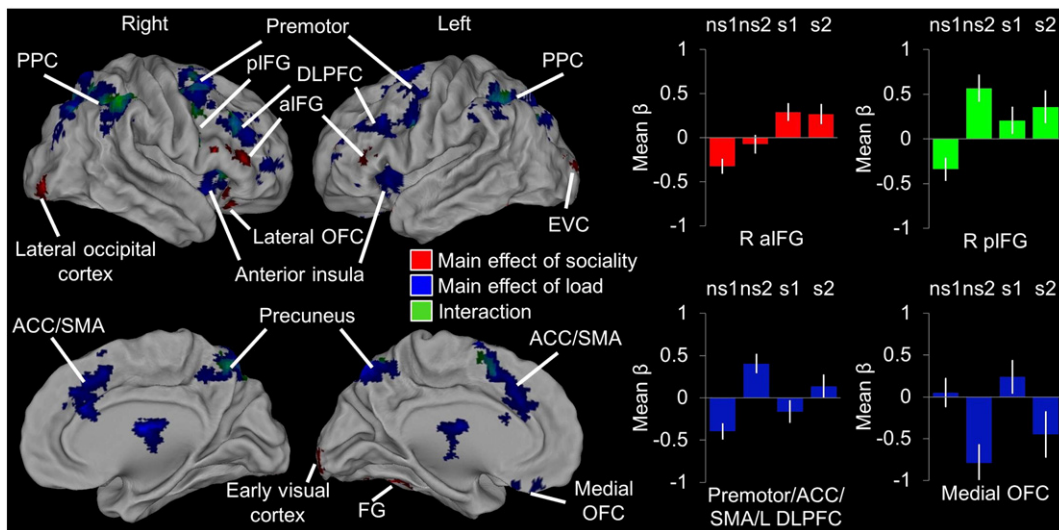 Right
Left
Premotor
PPC
pIFG
DLPFC
aIFG
PPC
Lateral OFC
EVC
Lateral occipital
cortex
Anterior insula
Main effect of sociality
Main effect of load
Interaction
ACC/SMA
Precuneus
ACC/SMA
Early visual
cortex
FG
Medial
OFC
ns1 ns2 s1 s2
1
0.5
0
-0.5
-1
Mean β
R aIFG
ns1 ns2 s1 s2
1
0.5
0
-0.5
-1
Mean β
R pIFG
ns1 ns2 s1 s2
1
0.5
0
-0.5
-1
Mean β
Premotor/ACC/
SMA/L DLPFC
ns1 ns2 s1 s2
1
0.5
0
-0.5
-1
Mean β
Medial OFC